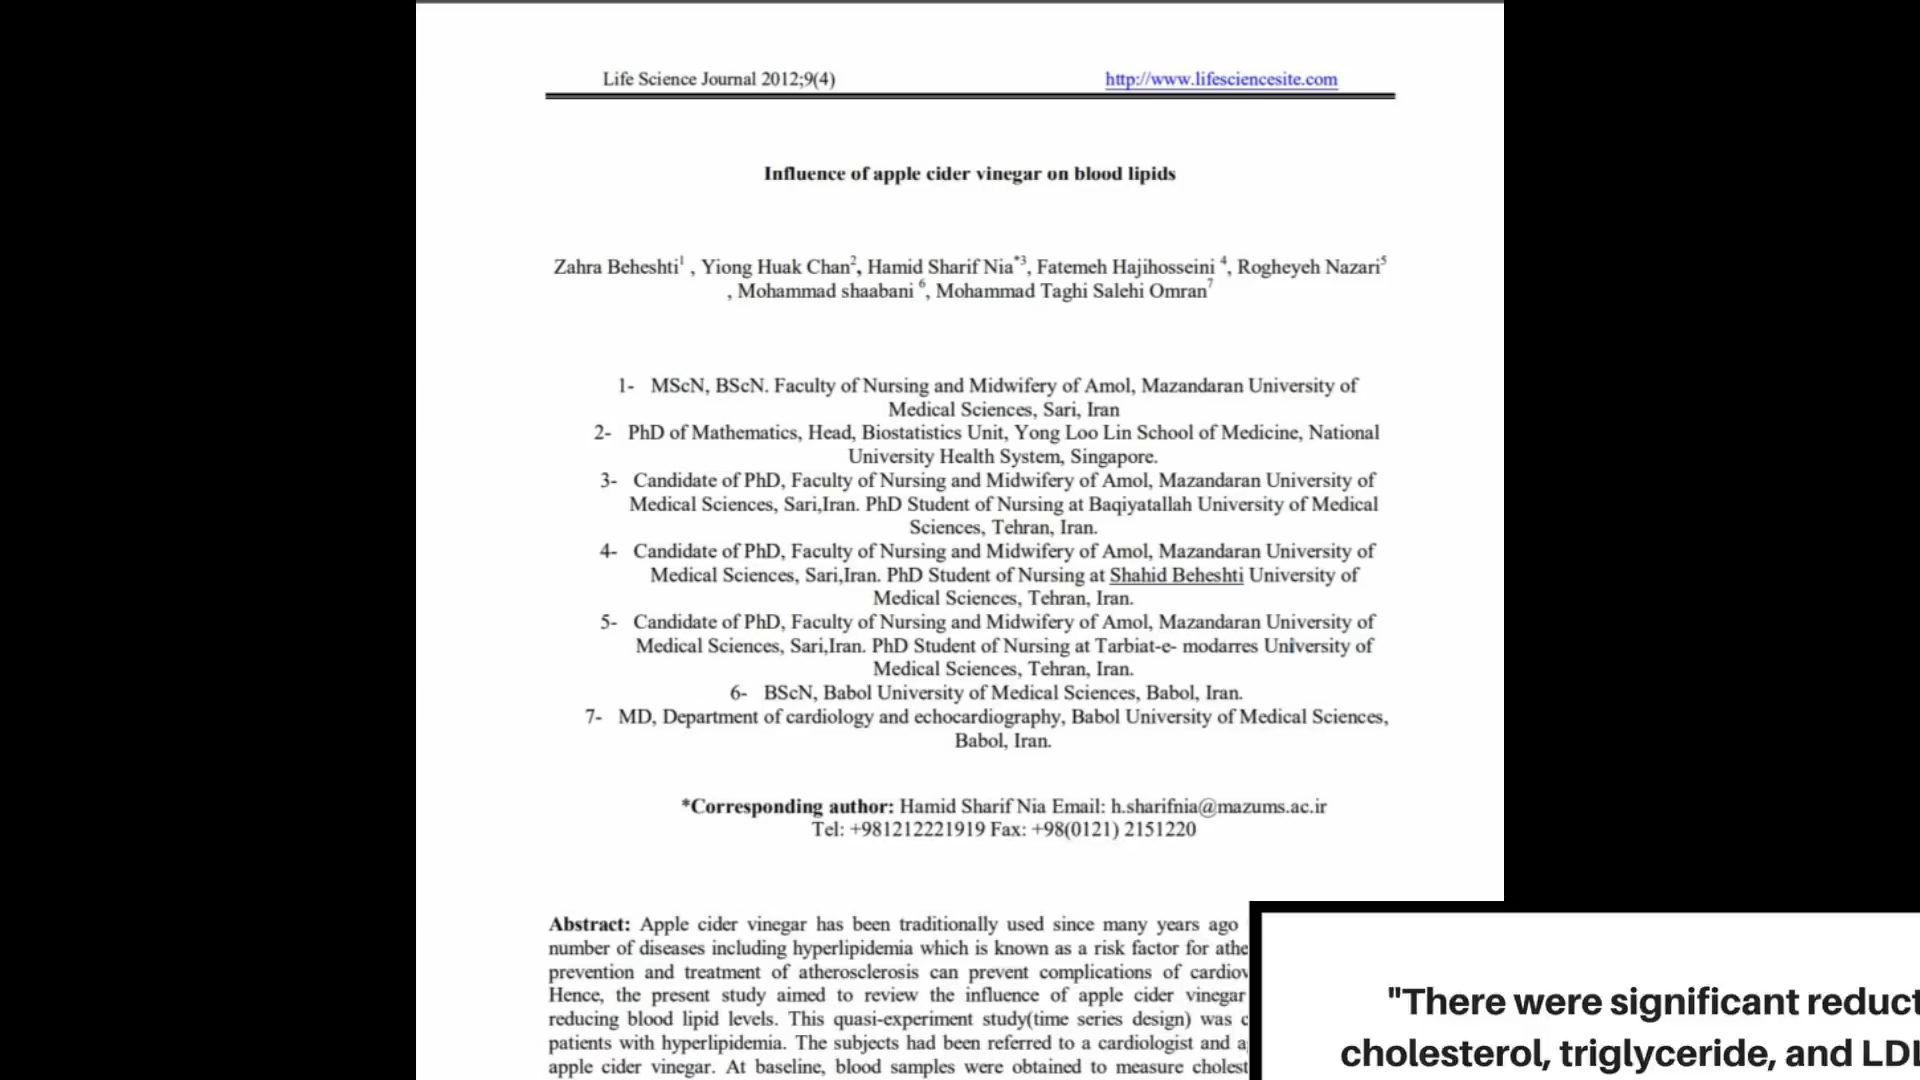 Life Science Journal 2012;9(4) http://www.lifesciencesite.com
Influence of apple cider vinegar on blood lipids
Zahra Beheshti1 , Yiong Huak Chan2, Hamid Sharif Nia*3, Fatemeh Hajihosseini 4, Rogheyeh Nazari5
, Mohammad shaabani 6, Mohammad Taghi Salehi Omran7
1- MScN, BScN. Faculty of Nursing and Midwifery of Amol, Mazandaran University of
Medical Sciences, Sari, Iran
2- PhD of Mathematics, Head, Biostatistics Unit, Yong Loo Lin School of Medicine, National
University Health System, Singapore.
3- Candidate of PhD, Faculty of Nursing and Midwifery of Amol, Mazandaran University of
Medical Sciences, Sari,Iran. PhD Student of Nursing at Baqiyatallah University of Medical
Sciences, Tehran, Iran.
4- Candidate of PhD, Faculty of Nursing and Midwifery of Amol, Mazandaran University of
Medical Sciences, Sari,Iran. PhD Student of Nursing at Shahid Beheshti University of
Medical Sciences, Tehran, Iran.
5- Candidate of PhD, Faculty of Nursing and Midwifery of Amol, Mazandaran University of
Medical Sciences, Sari,Iran. PhD Student of Nursing at Tarbiat-e- modarres University of
Medical Sciences, Tehran, Iran.
6- BScN, Babol University of Medical Sciences, Babol, Iran.
7- MD, Department of cardiology and echocardiography, Babol University of Medical Sciences,
Babol, Iran.
*Corresponding author: Hamid Sharif Nia Email: h.sharifnia@mazums.ac.ir
Tel: +981212221919 Fax: +98(0121) 2151220
Abstract: Apple cider vinegar has been traditionally used since many years ago
number of diseases including hyperlipidemia which is known as a risk factor for athe
prevention and treatment of atherosclerosis can prevent complications of cardiov
Hence, the present study aimed to review the influence of apple cider vinegar
reducing blood lipid levels. This quasi-experiment study(time series design) was c
patients with hyperlipidemia. The subjects had been referred to a cardiologist and a
apple cider vinegar. At baseline, blood samples were obtained to measure cholest
"There were significant reduct
cholesterol, triglyceride, and LDL